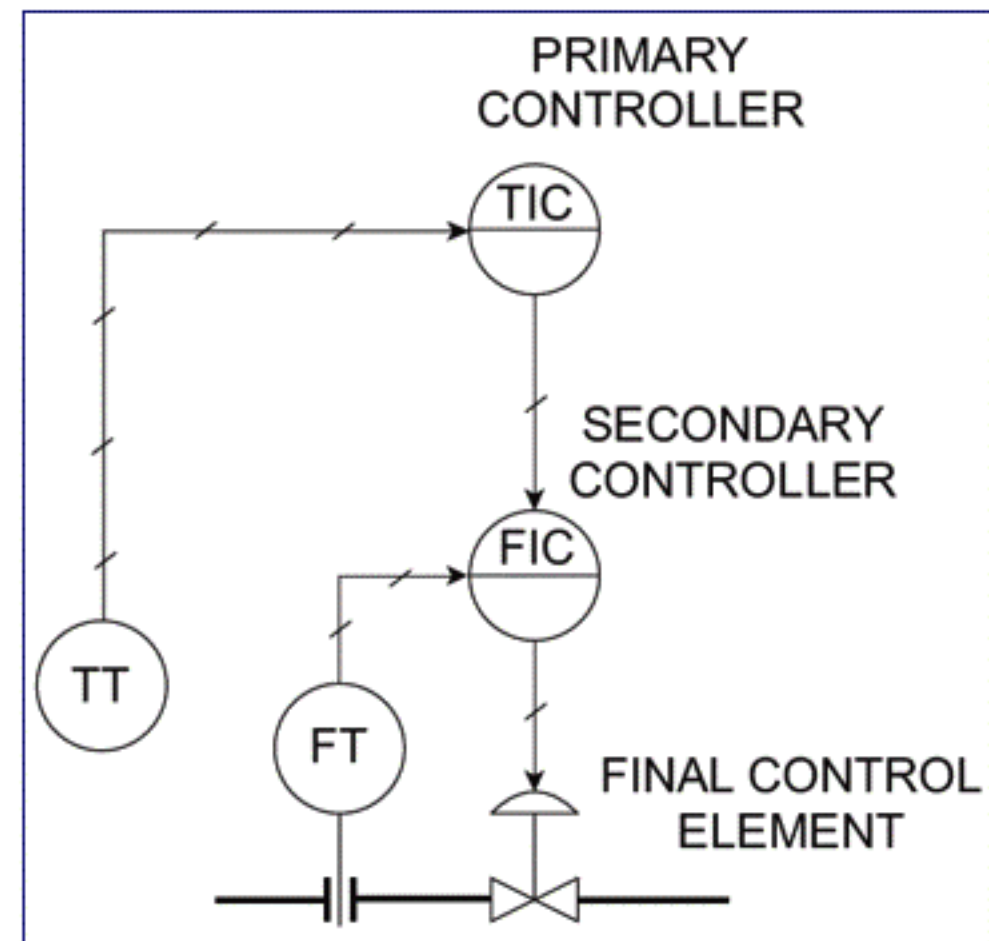 PRIMARY
CONTROLLER
TIC
SECONDARY
CONTROLLER
FIC
TT
FT
FINAL CONTROL
ELEMENT